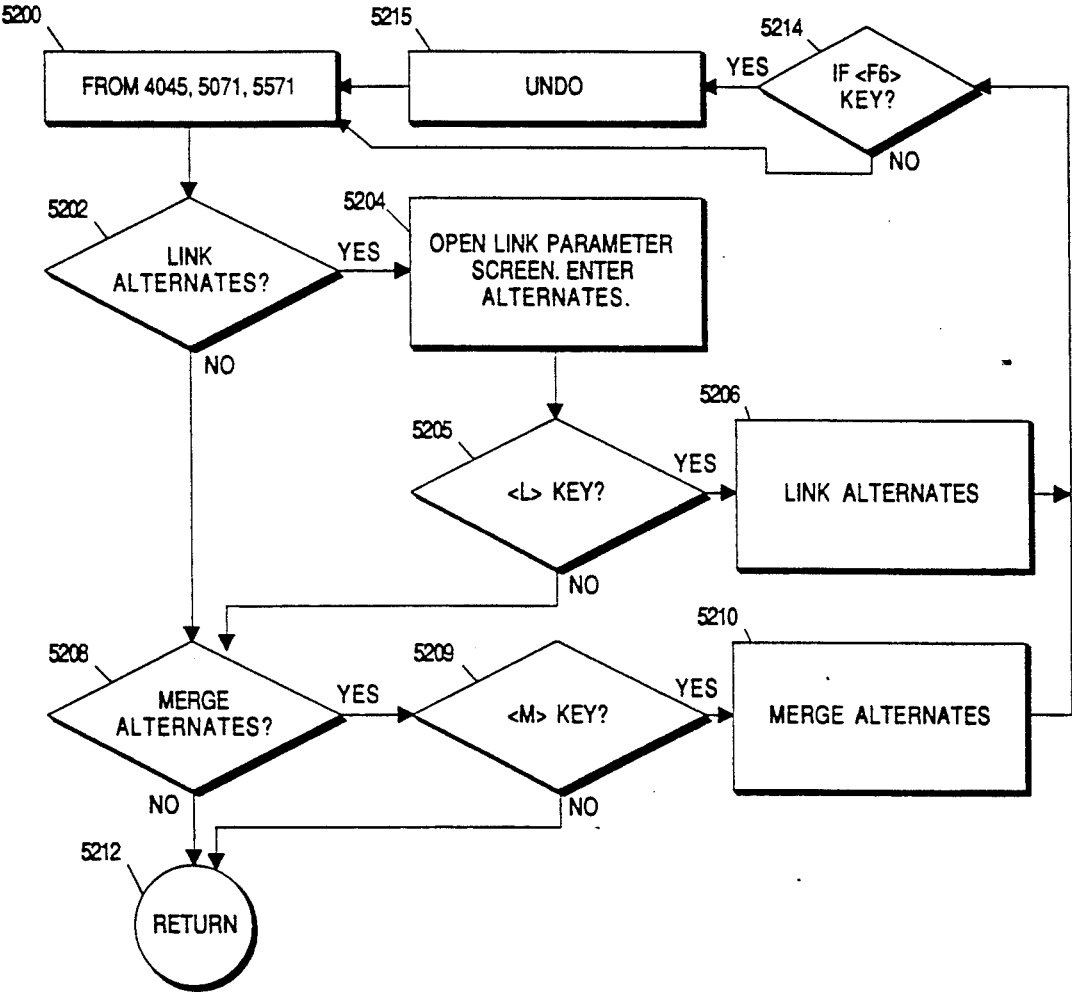 5200
FROM 4045, 5071, 5571
5215
UNDO
5214
IF <F6>
KEY?
YES
NO
5202
LINK
ALTERNATES?
YES
NO
5204
OPEN LINK PARAMETER
SCREEN. ENTER
ALTERNATES.
5205
<L> KEY?
YES
NO
5206
LINK ALTERNATES
5208
MERGE
ALTERNATES?
YES
NO
5209
<M> KEY?
YES
NO
5210
MERGE ALTERNATES
5212
RETURN